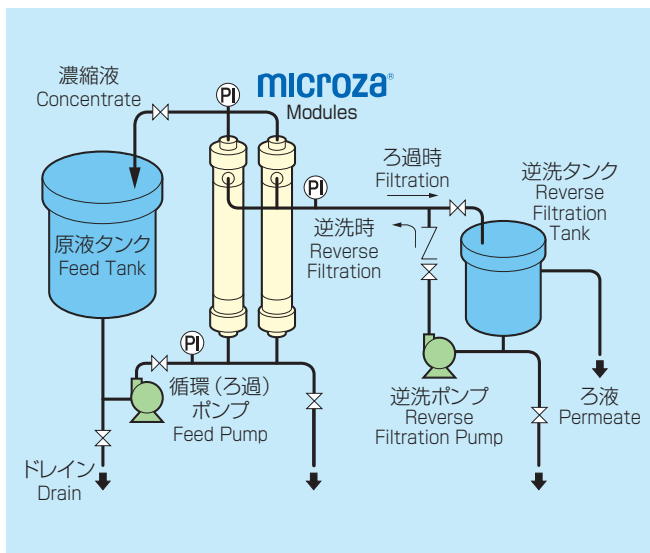 濃縮液
Concentrate
PI
microza®
Modules
ろ過時
Filtration
逆洗タンク
Reverse
Filtration
Tank
PI
原液タンク
Feed Tank
逆洗時
Reverse
Filtration
PI
循環（ろ過）
ポンプ
Feed Pump
逆洗ポンプ
Reverse
Filtration Pump
ろ液
Permeate
ドレイン
Drain